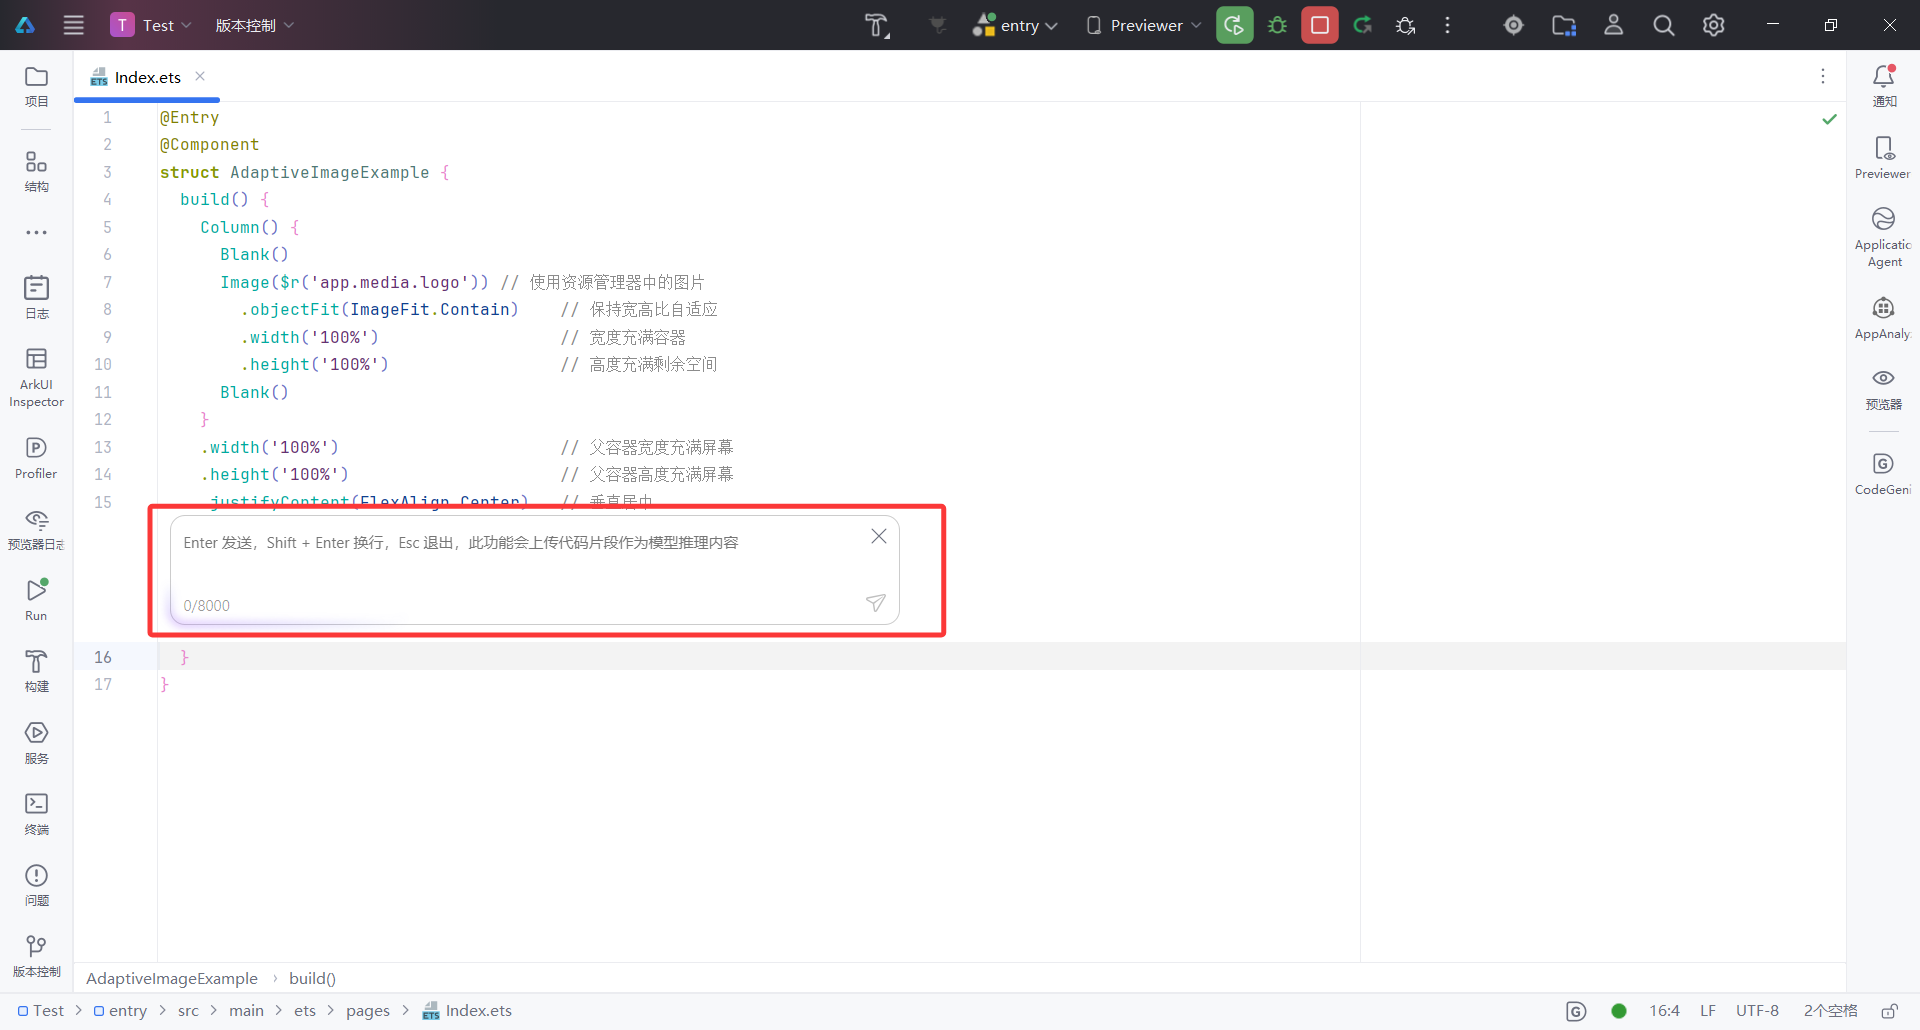 T Test 版本控制 entry Previewer
Index.ets
项目
结构
日志
ArkUI
Inspector
Profiler
预览器日志
Run
构建
服务
终端
问题
版本控制
1 @Entry
2 @Component
3 struct AdaptiveImageExample {
4 build() {
5 Column() {
6 Blank()
7 Image($r('app.media.logo')) // 使用资源管理器中的图片
8 .objectFit(ImageFit.Contain) // 保持宽高比自适应
9 .width('100%') // 宽度充满容器
10 .height('100%') // 高度充满剩余空间
11 Blank()
12 }
13 .width('100%') // 父容器宽度充满屏幕
14 .height('100%') // 父容器高度充满屏幕
15 .justifyContent(FlexAlign.Center) // 垂直居中
Enter 发送，Shift + Enter 换行，Esc 退出，此功能会上传代码片段作为模型推理内容
0/8000
16 }
17 }
通知
Previewer
Applicatic
Agent
AppAnaly
预览器
CodeGeni
AdaptiveImageExample › build()
Test > entry > src > main > ets > pages > Index.ets
16:4 LF UTF-8 2个空格